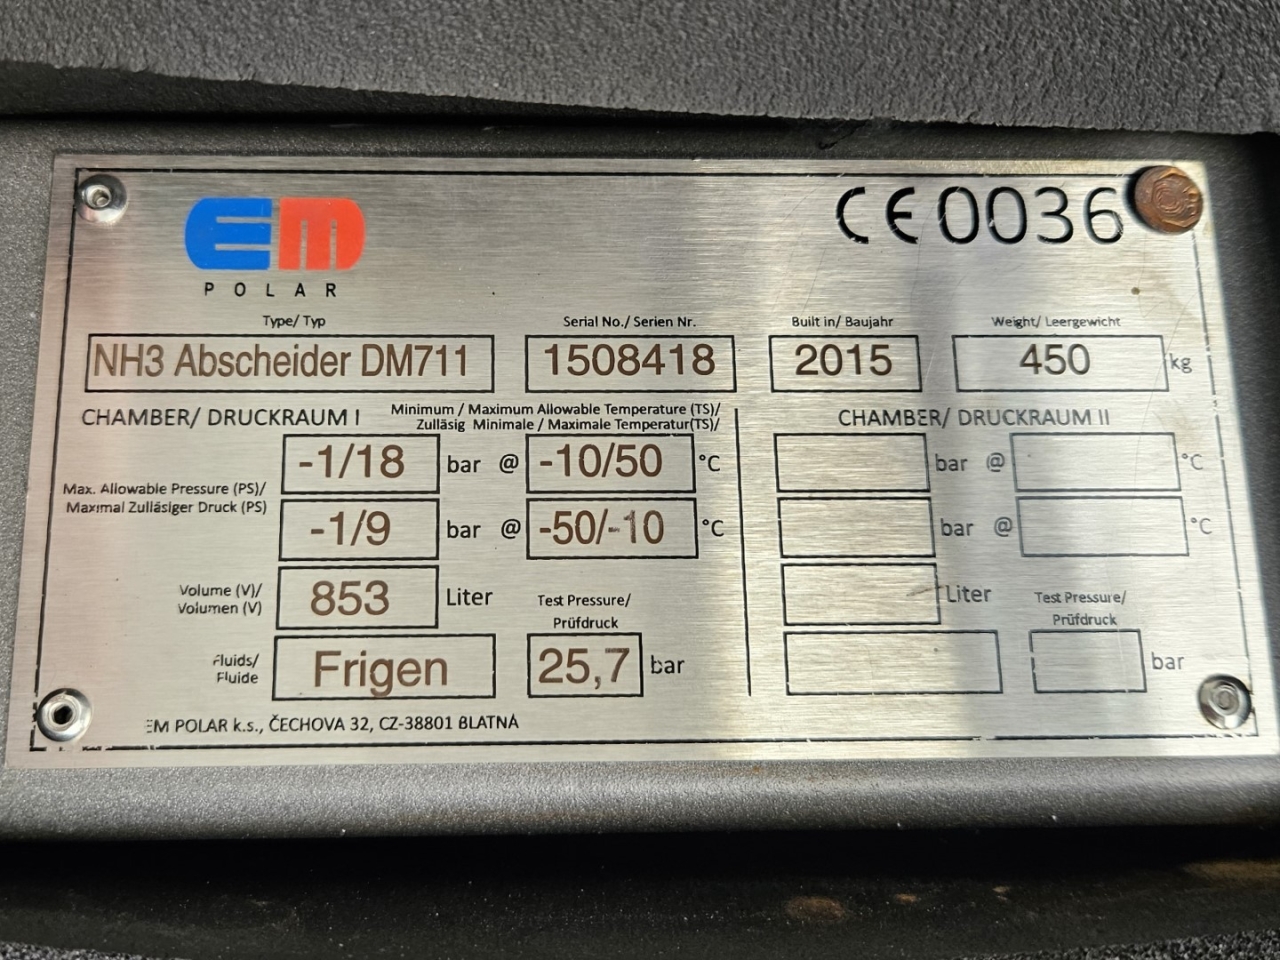 EM
POLAR
CE 0036
Type/ Typ
Serial No./ Serien Nr.
Built in/ Baujahr
Weight/ Leergewicht
NH3 Abscheider DM711
1508418
2015
450 kg
CHAMBER/ DRUCKRAUM I
Minimum / Maximum Allowable Temperature (TS)/
Zulläsig Minimale / Maximale Temperatur(TS)/
CHAMBER/ DRUCKRAUM II
Max. Allowable Pressure (PS)/
Maximal Zulläsiger Druck (PS)
-1/18 bar @ -10/50 °C
bar @ °C
-1/9 bar @ -50/-10 °C
bar @ °C
Volume (V)/
Volumen (V)
853 Liter
Test Pressure/
Prüfdruck
Liter
Test Pressure/
Prüfdruck
Fluids/
Fluide
Frigen
25,7 bar
bar
EM POLAR k.s., ČECHOVA 32, CZ-38801 BLATNÁ